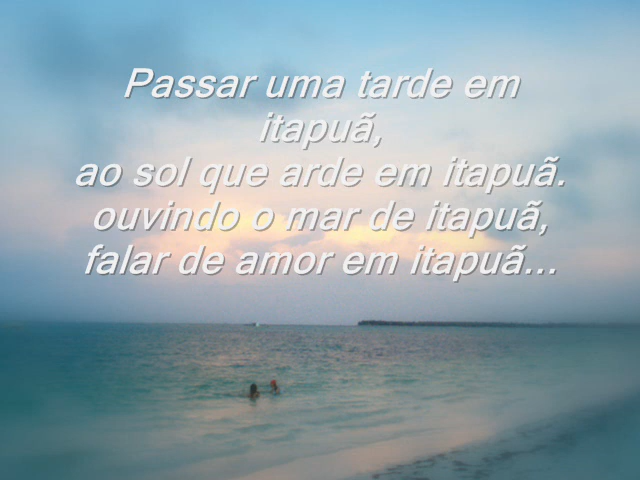 Passar uma tarde em
itapuã,
ao sol que arde em itapuã.
ouvindo o mar de itapuã,
falar de amor em itapuã...